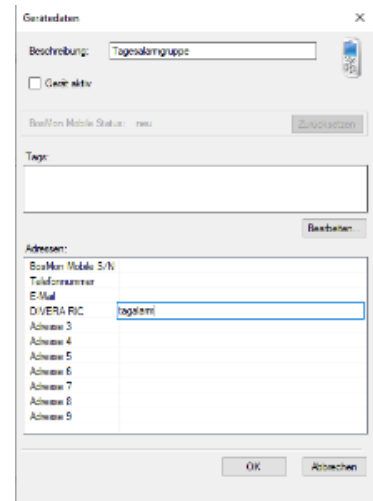 Gerätedaten
Beschreibung: Tagesalarmgruppe
Gerät aktiv
BosMon Mobile Status: neu Zurücksetzen
Tags:
Bearbeiten...
Adressen:
BosMon Mobile S/N
Telefonnummer
E-Mail
DIVERA RIC tagalarm
Adresse 3
Adresse 4
Adresse 5
Adresse 6
Adresse 7
Adresse 8
Adresse 9
OK Abbrechen